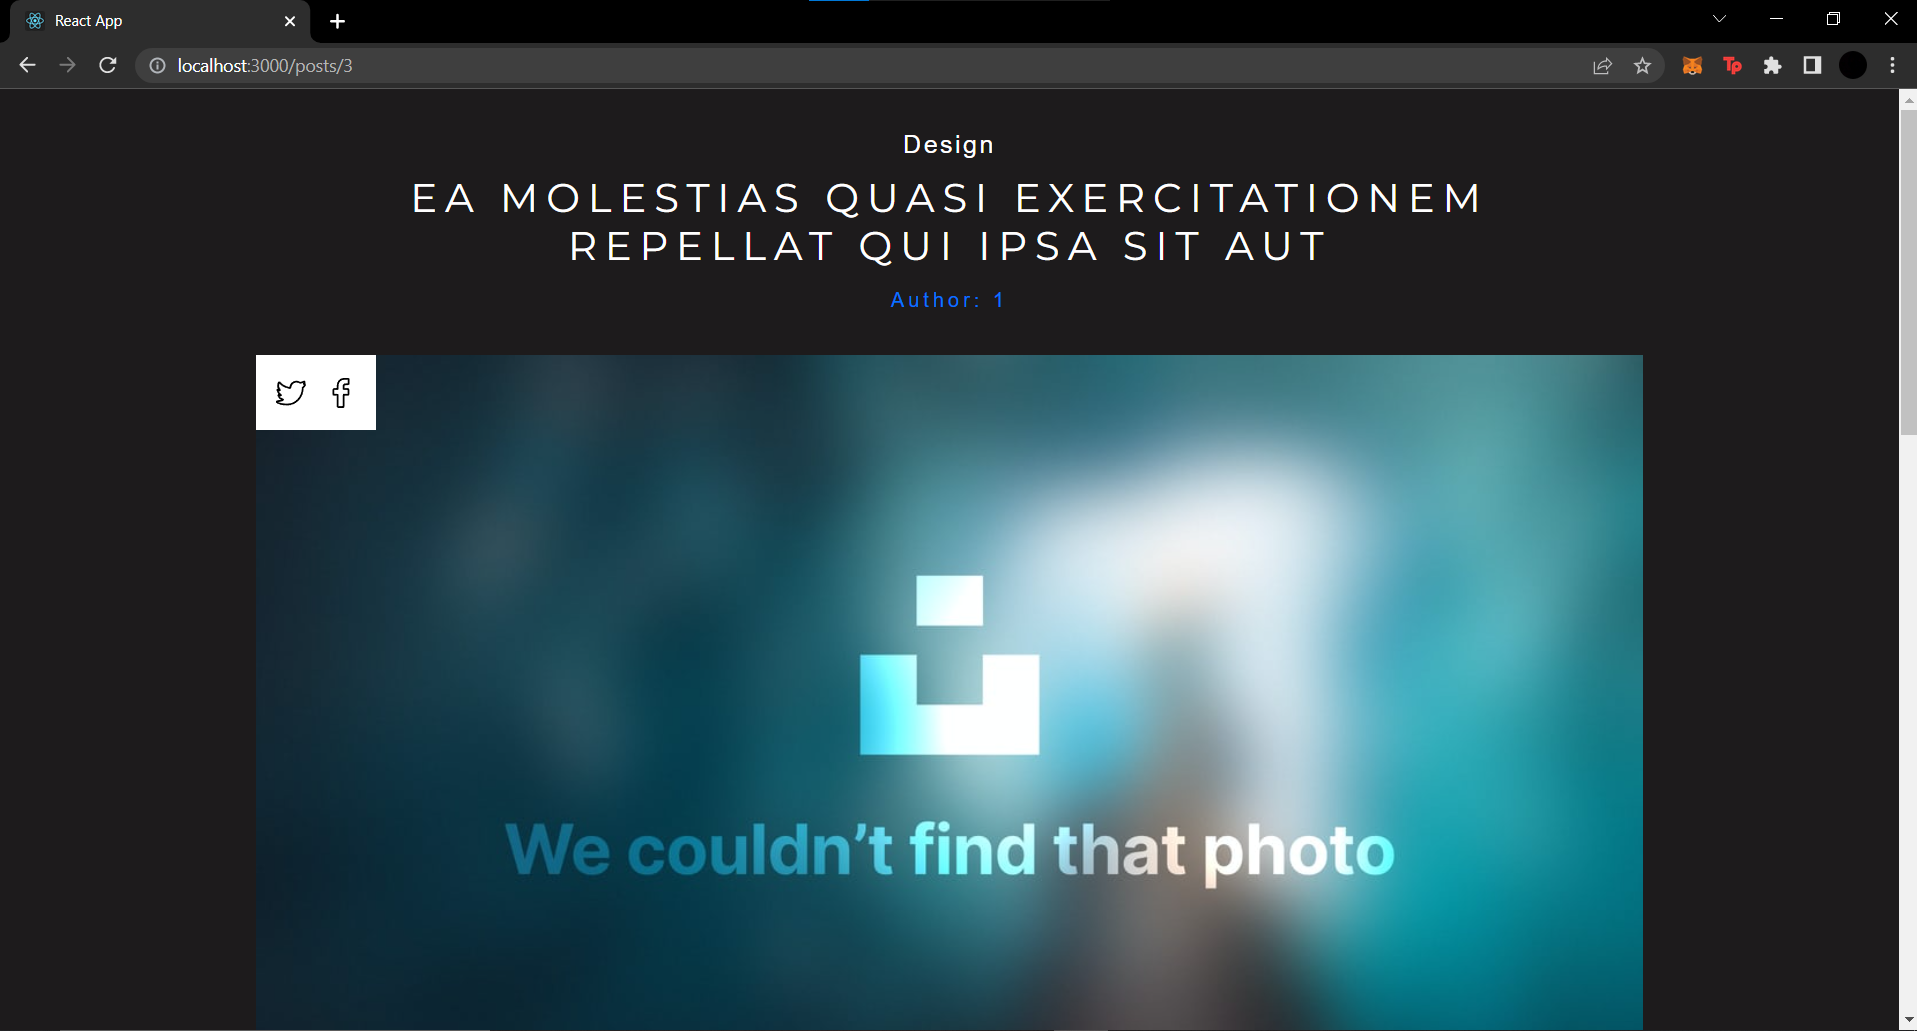 React App
localhost:3000/posts/3
Tp
Design
EA MOLESTIAS QUASI EXERCITATIONEM
REPELLAT QUI IPSA SIT AUT
Author: 1
We couldn’t find that photo